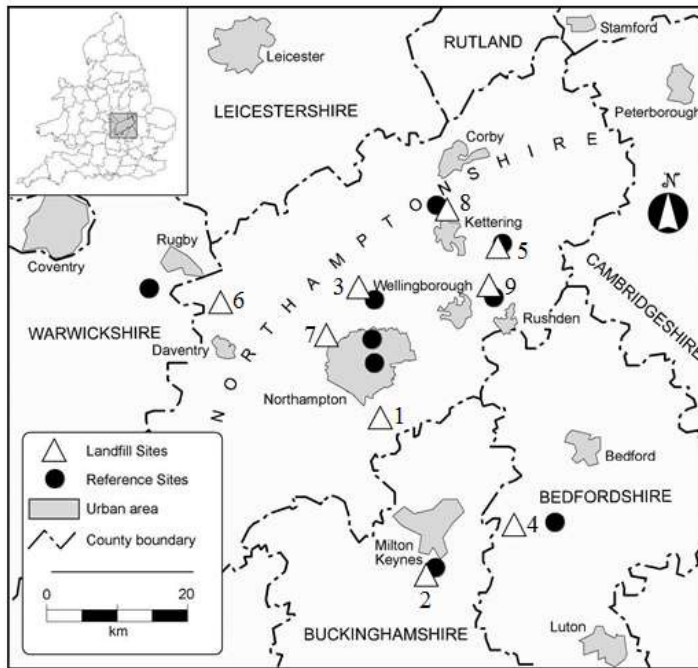 Stamford
RUTLAND
Leicester
LEICESTERSHIRE
Peterborough
Corby
NORTHAMPTONSHIRE
N
8
Kettering
Rugby
5
Coventry
CAMBRIDGESHIRE
3
Wellingborough
9
6
WARWICKSHIRE
Rushden
Daventry
7
Northampton
1
Landfill Sites
Reference Sites
Urban area
County boundary
0
20
km
Bedford
BEDFORDSHIRE
4
Milton
Keynes
2
BUCKINGHAMSHIRE
Luton